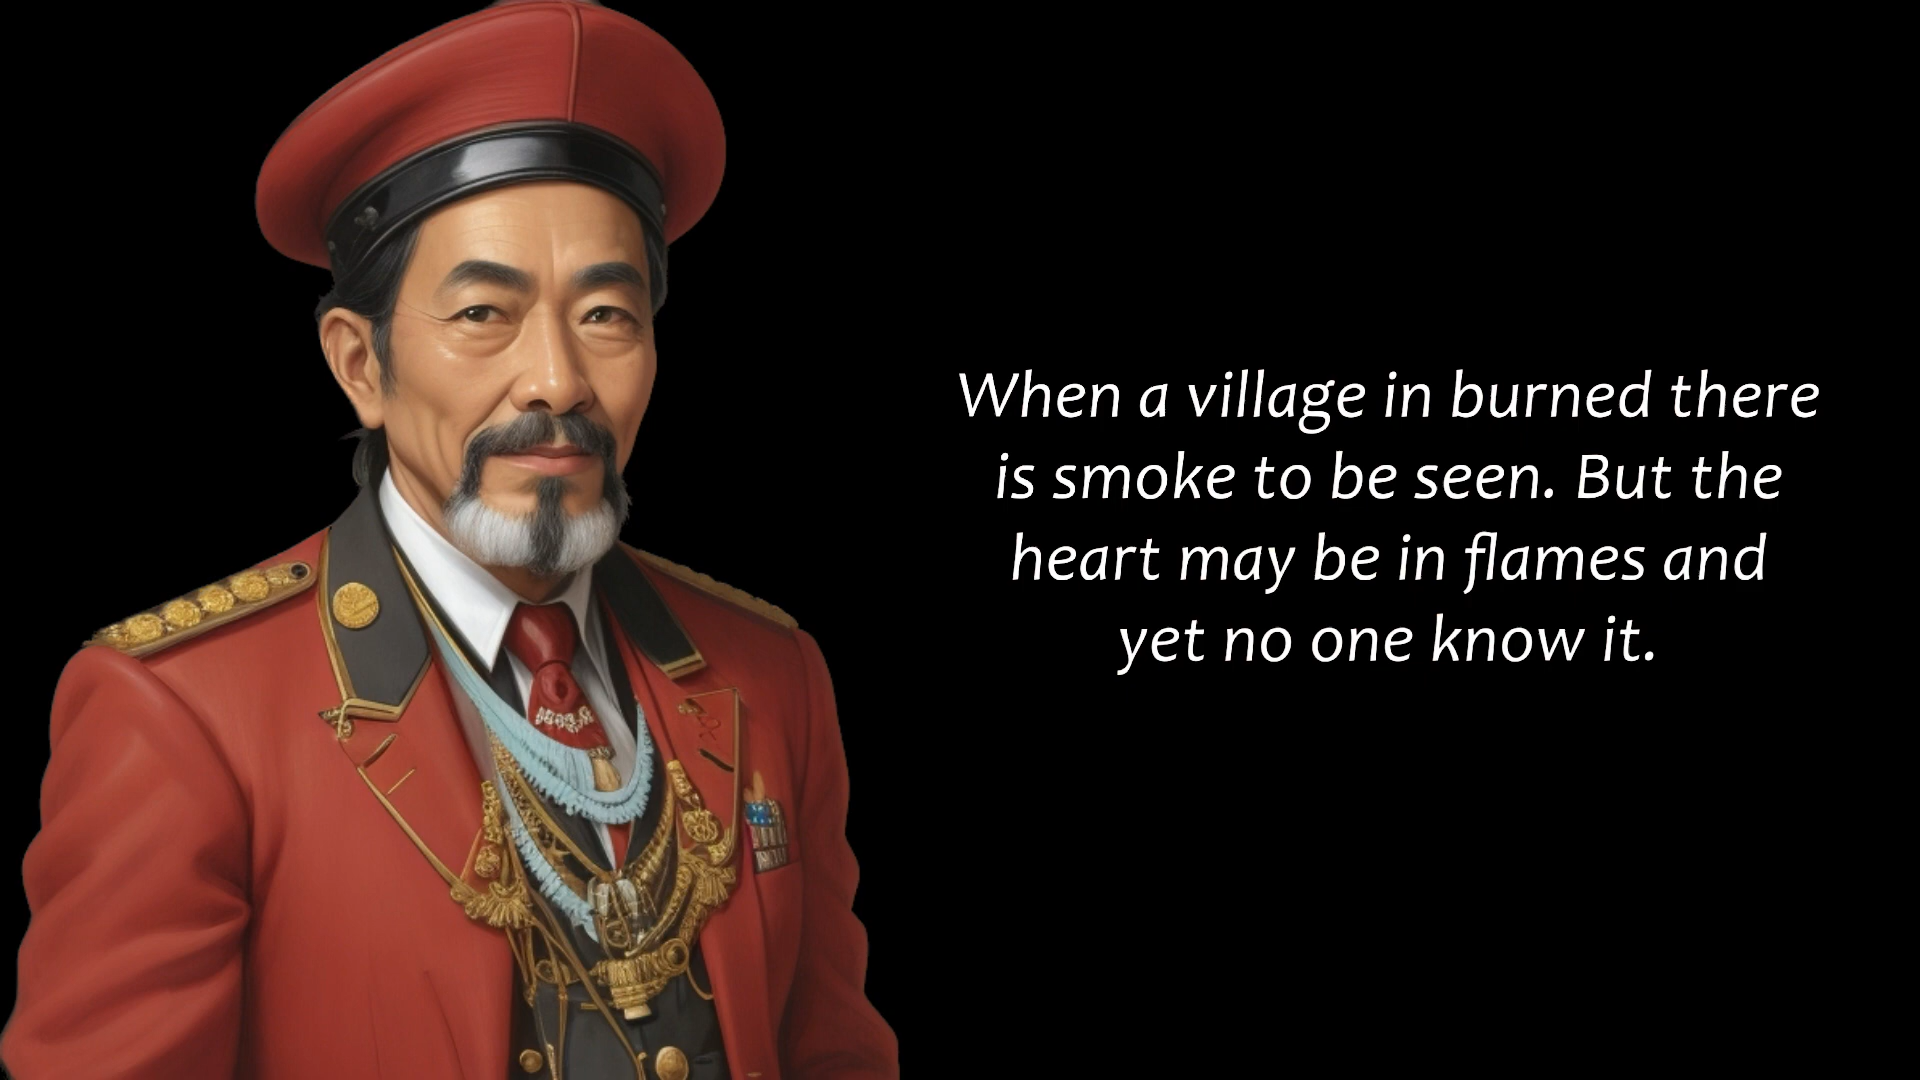 When a village in burned there
is smoke to be seen. But the
heart may be in flames and
yet no one know it.